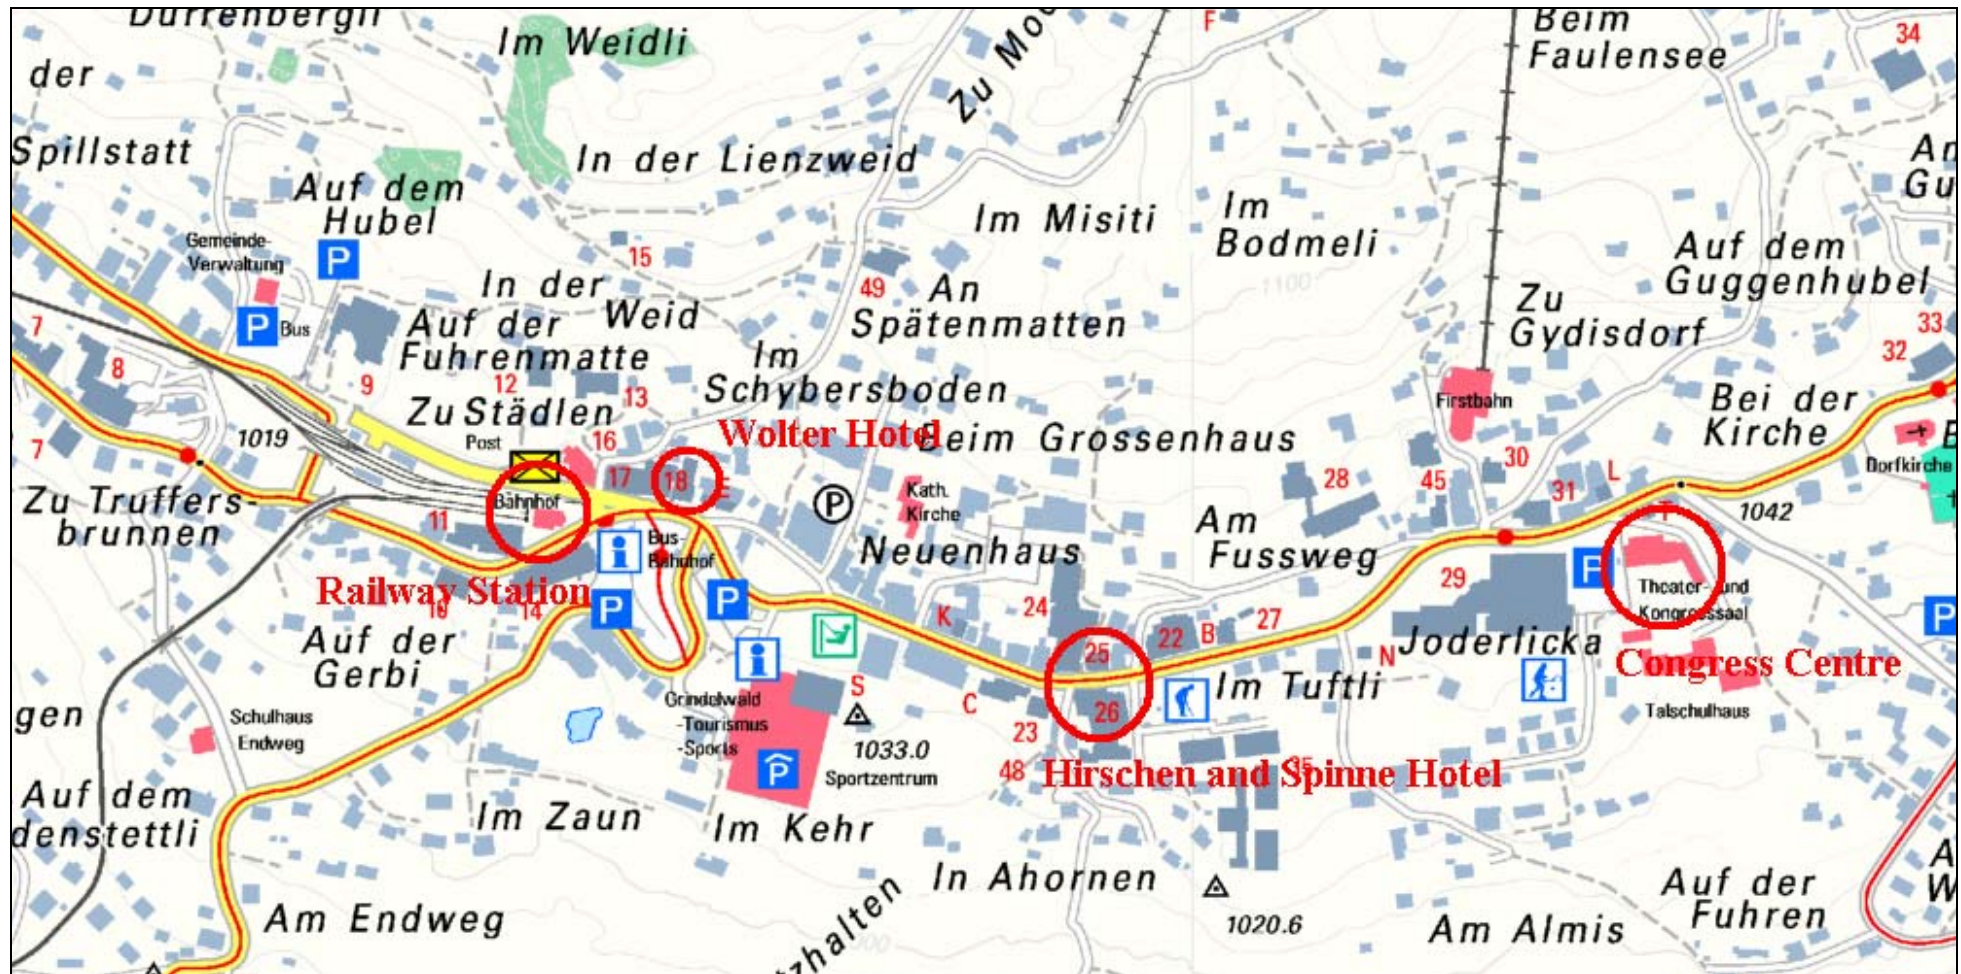 Dürrenbergli
Im Weidli
Zu Moo
F
Beim
Faulensee
34
der
Spillstatt
In der Lienzweid
Auf dem
Hubel
Im Misiti
Im
Bodmeli
Auf dem
Guggenhubel
An
Gu
Gemeinde-
Verwaltung
P
P Bus
15
In der
Weid
Auf der
Fuhrenmatte
49
An
Spätenmatten
1100
Zu
Gydisdorf
33
32
7
8
9
12
13
Im
Schybersboden
Zu Städlen
Post
16
17
18
Wolter Hotel
E
Beim Grossenhaus
Firstbahn
Bei der
Kirche
Dorfkirche
1019
7
Bahnhof
P
Kath.
Kirche
28
45
30
31
L
T
1042
Zu Truffers-
brunnen
11
Railway Station
10
14
i
Bus-
Bahnhof
P
P
Neuenhaus
Am
Fussweg
24
K
29
P
Theater- und
Kongresssaal
P
Auf der
Gerbi
i
25
22
B
27
N
Joderlicka
Congress Centre
gen
Schulhaus
Endweg
Grindelwald
-Tourismus
-Sports
P
S
1033.0
Sportzentrum
C
23
26
48
Im Tuftli
Talschulhaus
Hirschen and Spinne Hotel
35
Auf dem
denstettli
Im Zaun
Im Kehr
In Ahornen
1020.6
Am Endweg
tzhalten
Am Almis
Auf der
Fuhren
A
W